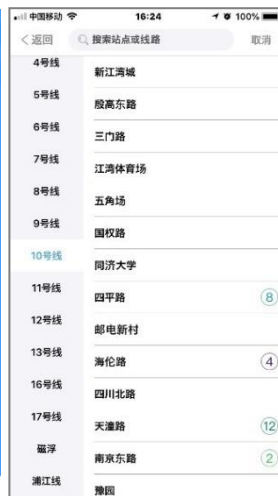 中国移动 16:24 100%
返回 搜索站点或线路 取消
4号线
5号线
6号线
7号线
8号线
9号线
10号线
11号线
12号线
13号线
16号线
17号线
磁浮
浦江线
新江湾城
殷高东路
三门路
江湾体育场
五角场
国权路
同济大学
四平路 8
邮电新村
海伦路 4
四川北路
天潼路 12
南京东路 2
豫园